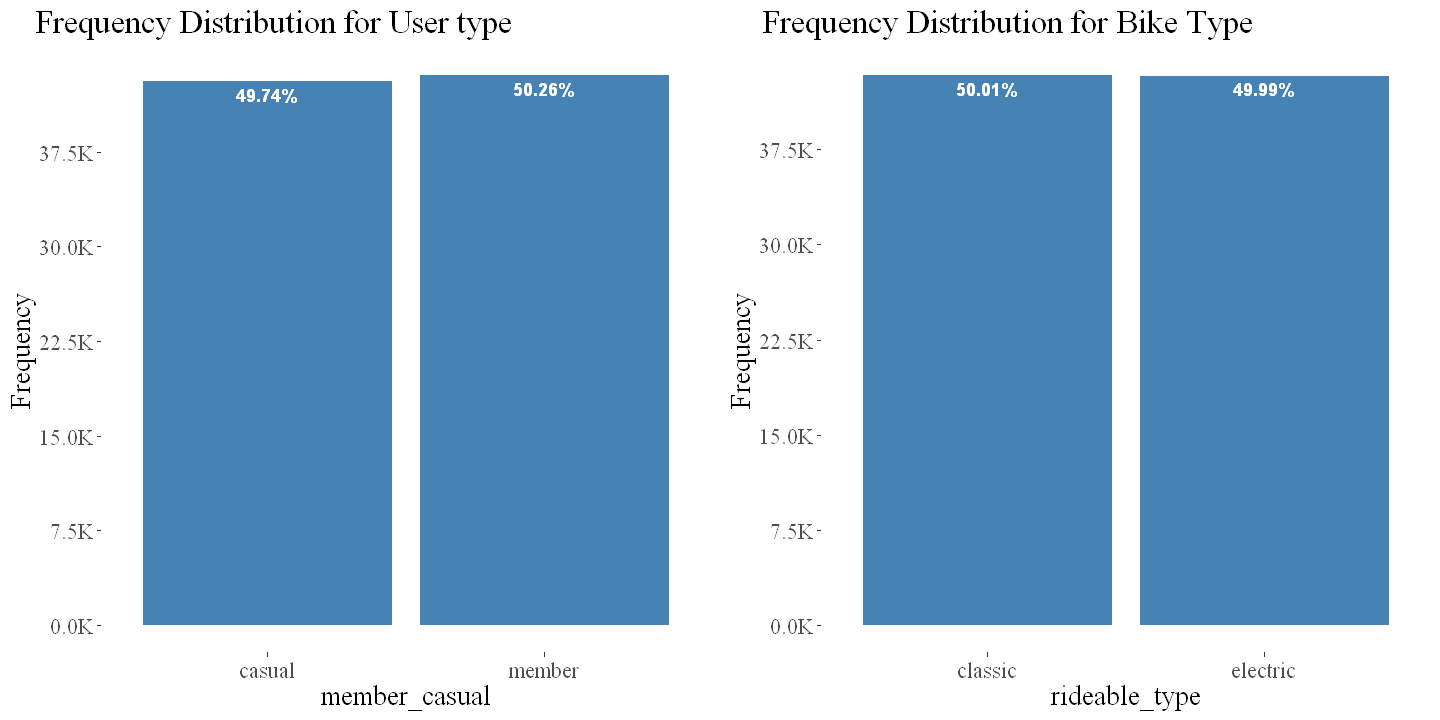 Frequency Distribution for User type
49.74%
50.26%
37.5K
30.0K
22.5K
15.0K
7.5K
0.0K
Frequency
casual
member
member_casual
Frequency Distribution for Bike Type
50.01%
49.99%
37.5K
30.0K
22.5K
15.0K
7.5K
0.0K
Frequency
classic
electric
rideable_type